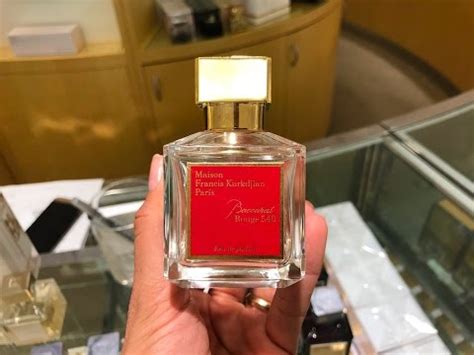 Maison
Francis Kurkdjian
Paris
Baccarat
Rouge 540
Eau de parfum